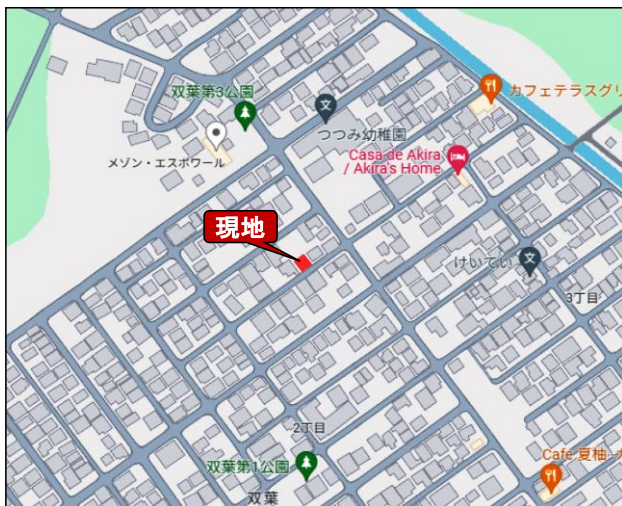 双葉第3公園
カフェテラスグリ
つつみ幼稚園
Casa de Akira
/ Akira's Home
メゾン・エスポワール
現地
けいてい
3丁目
2丁目
双葉第1公園
双葉
Cafe 夏柚